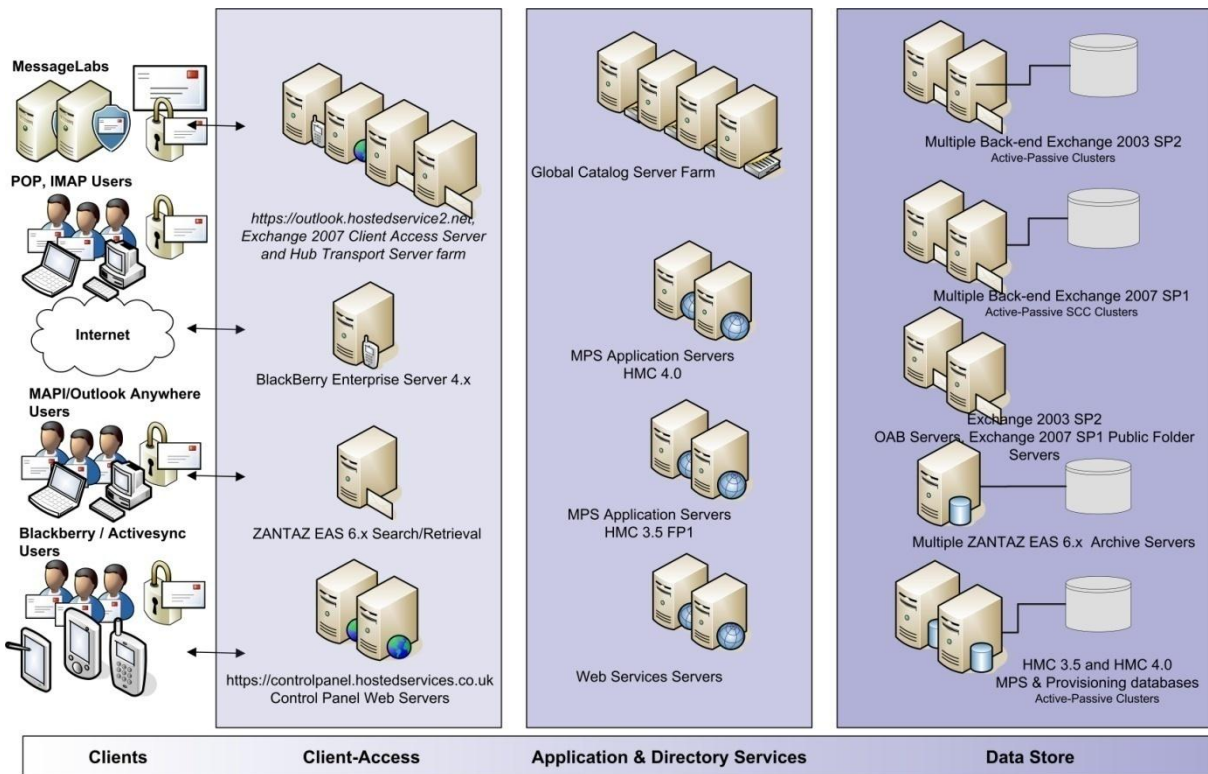 MessageLabs
POP, IMAP Users
Internet
MAPI/Outlook Anywhere
Users
Blackberry / Activesync
Users
https://outlook.hostedservice2.net,
Exchange 2007 Client Access Server
and Hub Transport Server farm
BlackBerry Enterprise Server 4.x
ZANTAZ EAS 6.x Search/Retrieval
https://controlpanel.hostedservices.co.uk
Control Panel Web Servers
Global Catalog Server Farm
MPS Application Servers
HMC 4.0
MPS Application Servers
HMC 3.5 FP1
Web Services Servers
Multiple Back-end Exchange 2003 SP2
Active-Passive Clusters
Multiple Back-end Exchange 2007 SP1
Active-Passive SCC Clusters
Exchange 2003 SP2
OAB Servers, Exchange 2007 SP1 Public Folder
Servers
Multiple ZANTAZ EAS 6.x Archive Servers
HMC 3.5 and HMC 4.0
MPS & Provisioning databases
Active-Passive Clusters
Clients
Client-Access
Application & Directory Services
Data Store